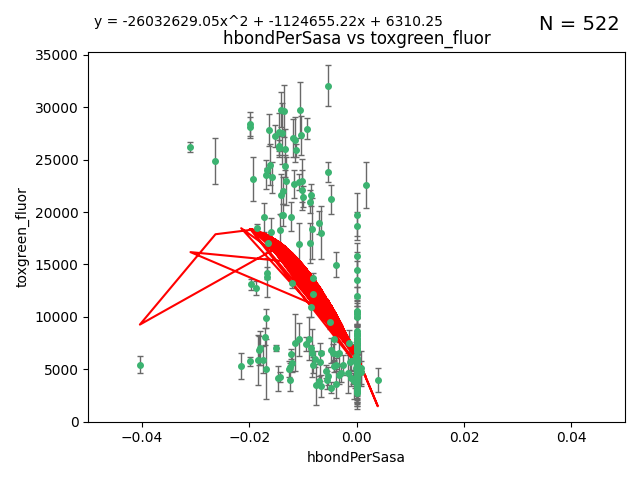 y = -26032629.05x^2 + -1124655.22x + 6310.25
N = 522
hbondPerSasa vs toxgreen_fluor
35000
30000
25000
20000
15000
10000
5000
0
toxgreen_fluor
−0.04 −0.02 0.00 0.02 0.04
hbondPerSasa